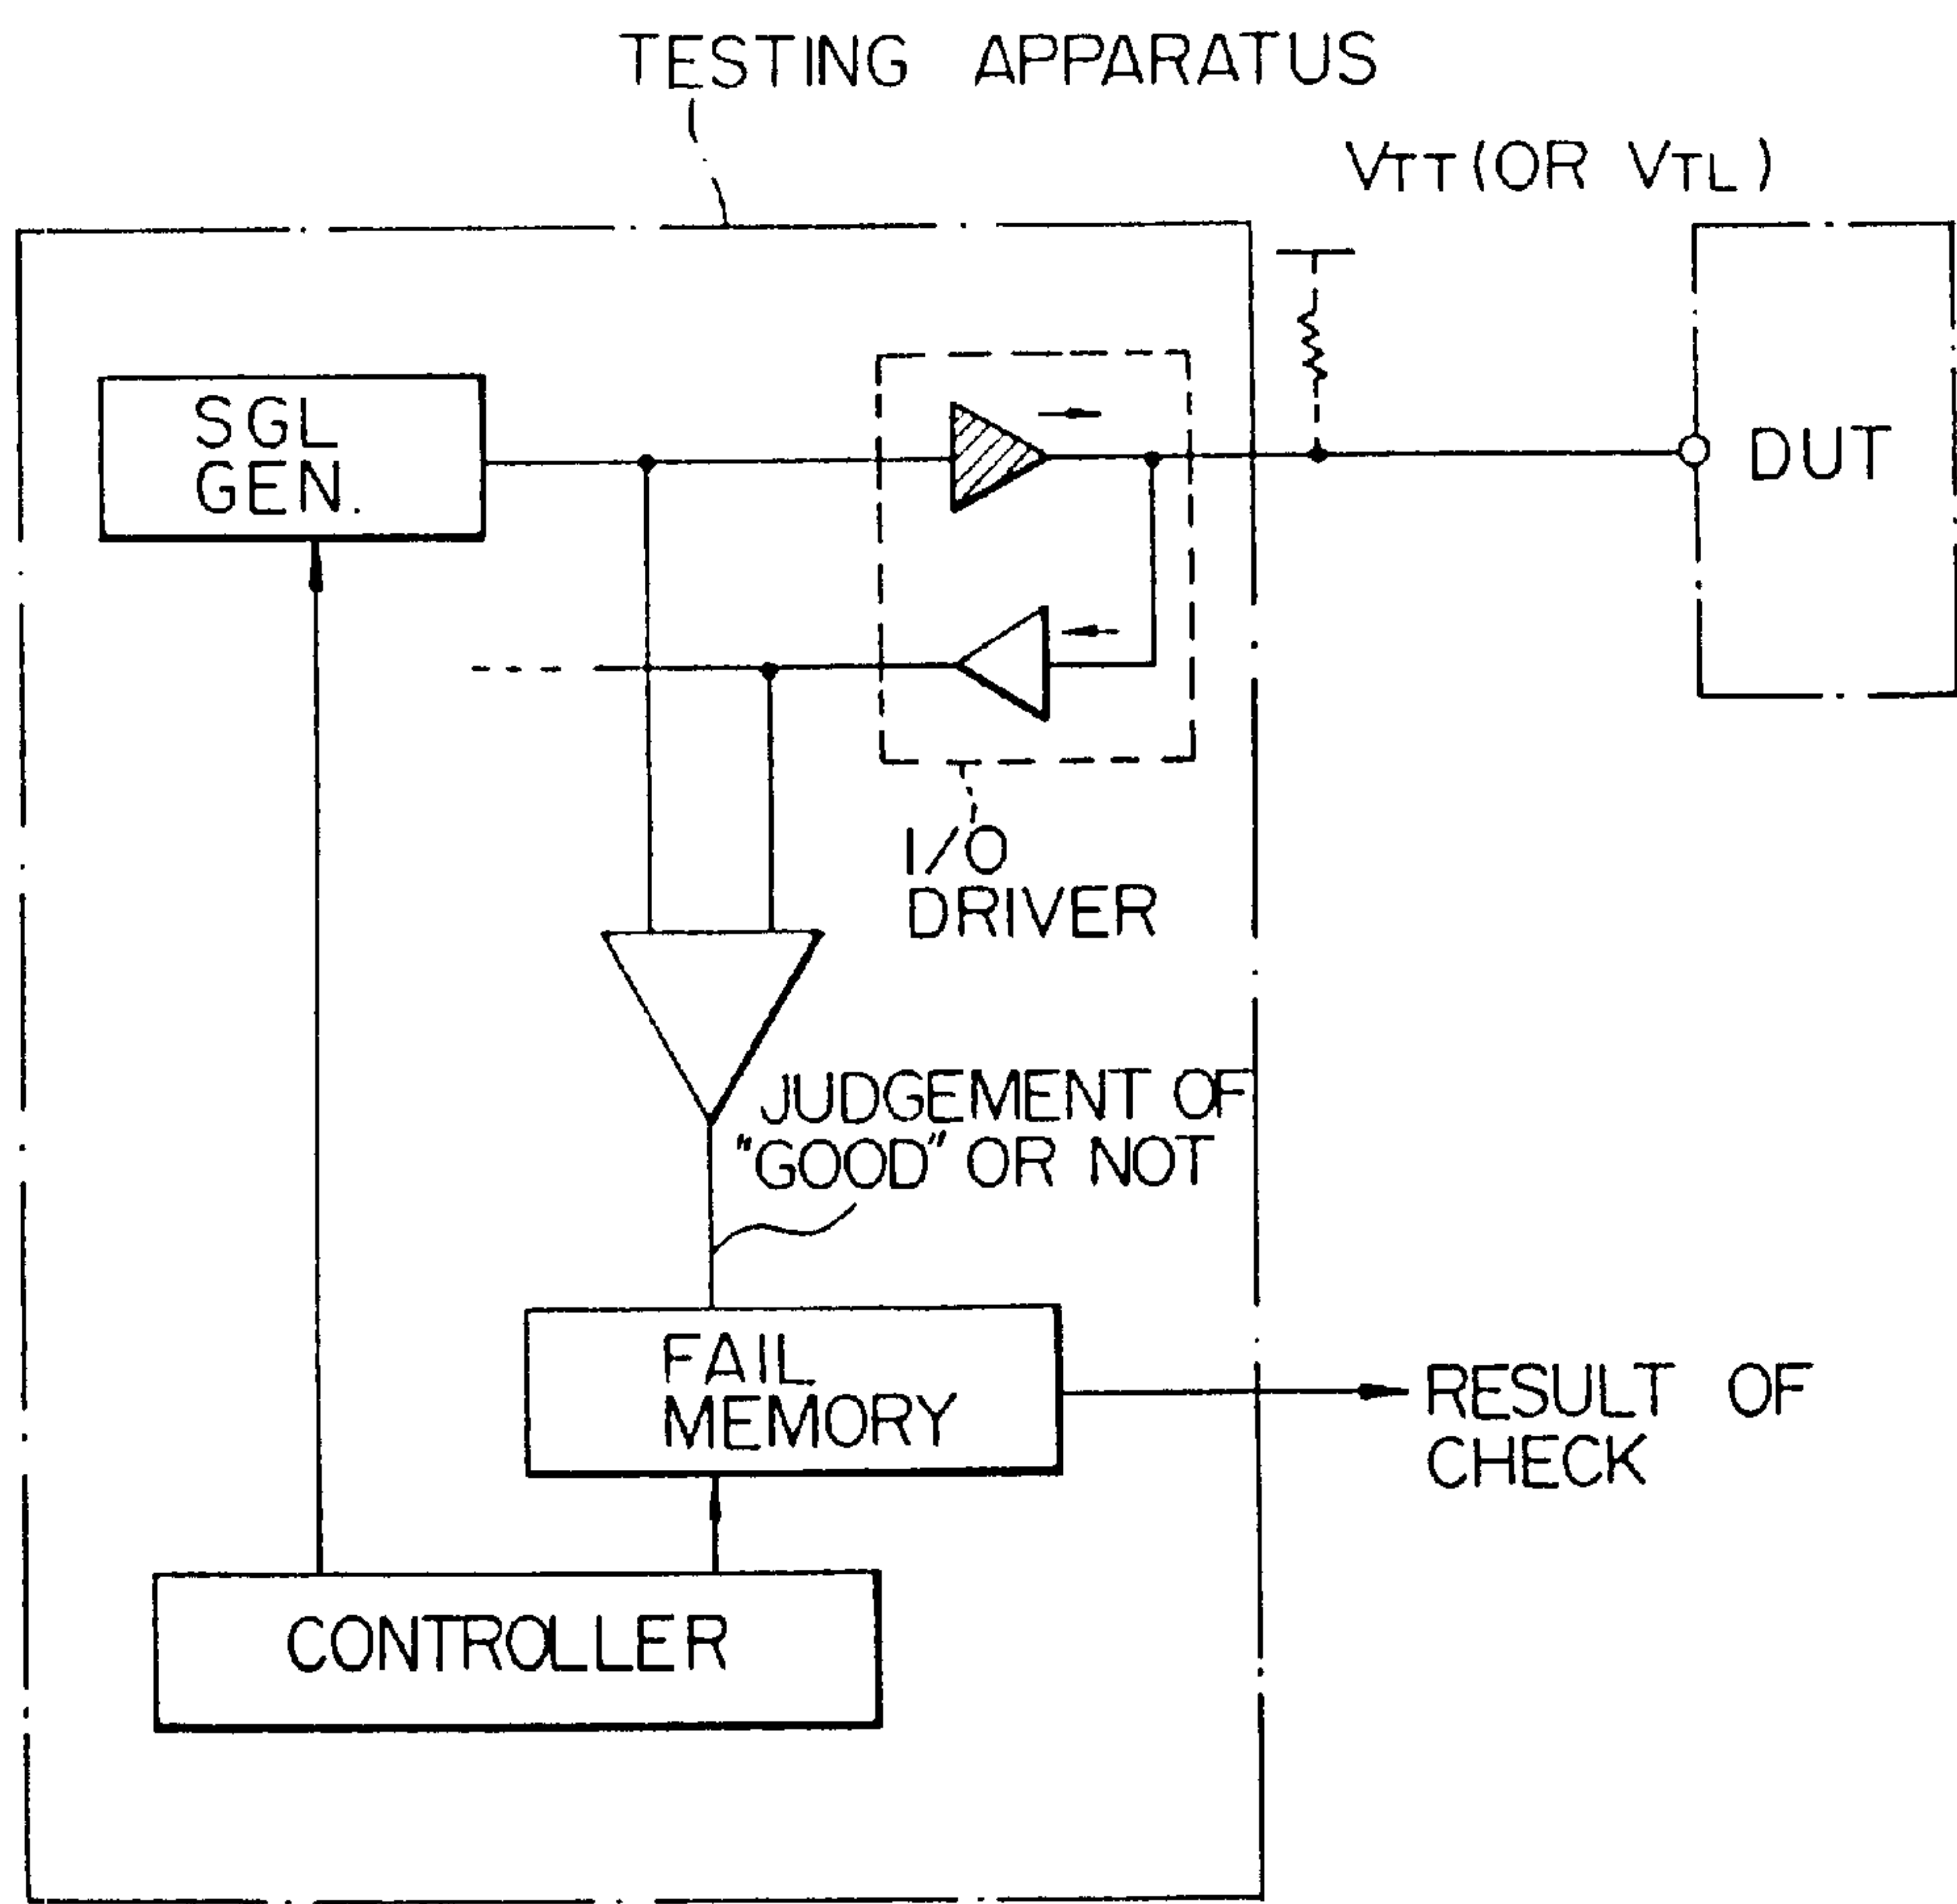 TESTING APPARATUS
VTT (OR VTL)
SGL
GEN.
DUT
I/O
DRIVER
JUDGEMENT OF
"GOOD" OR NOT
FAIL
MEMORY
RESULT OF
CHECK
CONTROLLER